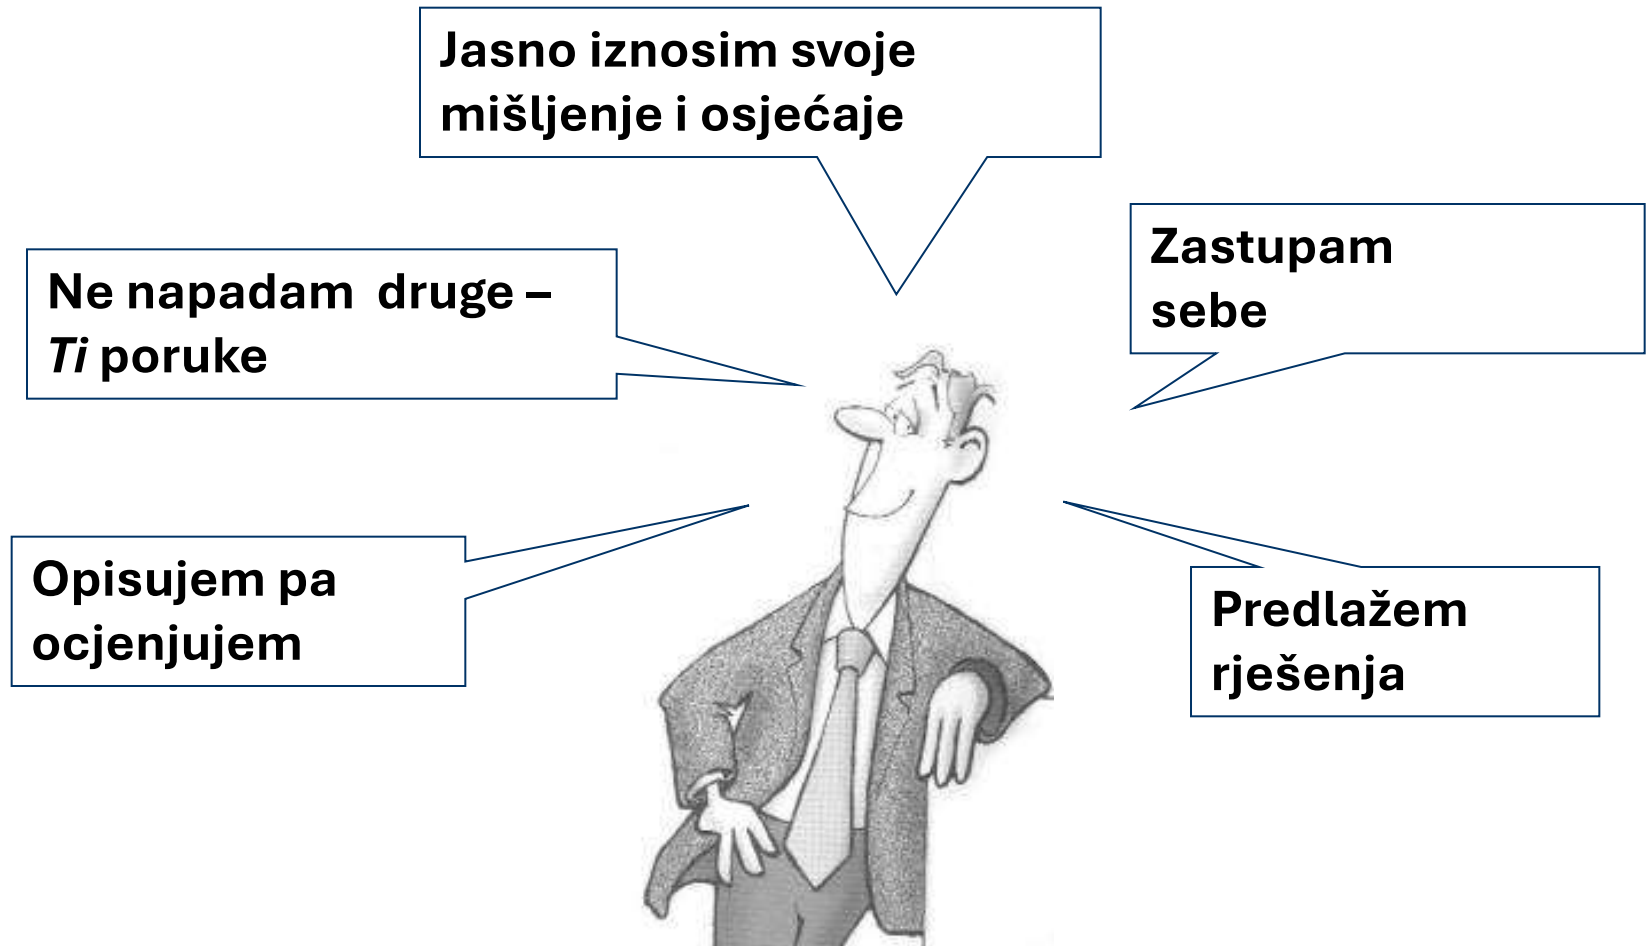 Jasno iznosim svoje
mišljenje i osjećaje
Zastupam
sebe
Ne napadam  druge –
Ti poruke
Opisujem pa
ocjenjujem
Predlažem
rješenja